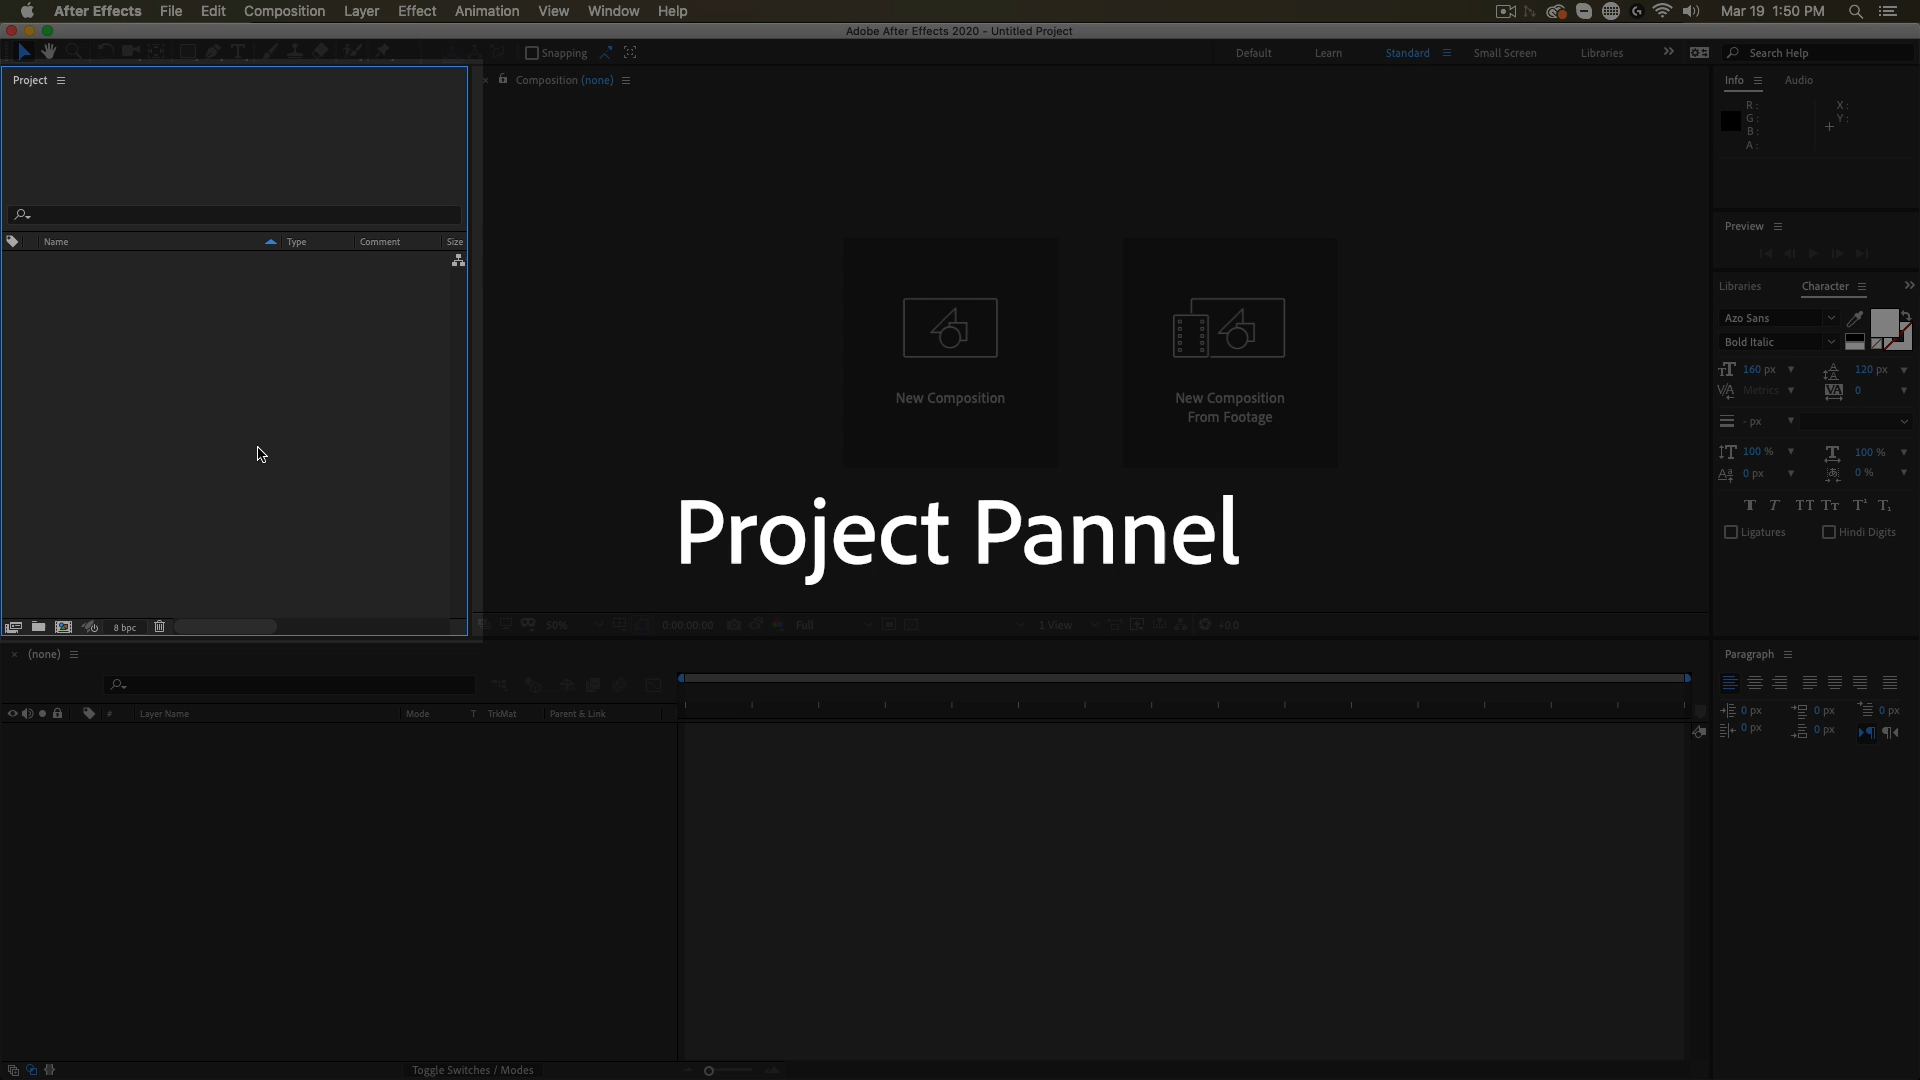 After Effects File Edit Composition Layer Effect Animation View Window Help Mar 19 1:50 PM
Adobe After Effects 2020 - Untitled Project
Snapping Default Learn Standard Small Screen Libraries Search Help
Project
Composition (none)
Info Audio
R:
G:
B:
A:
X:
Y:
Name Type Comment Size
Preview
Libraries Character
Azo Sans
Bold Italic
160 px 120 px
Metrics 0
- px
100 % 100 %
0 px 0 %
Ligatures Hindi Digits
New Composition
New Composition
From Footage
Project Pannel
8 bpc
50% 0:00:00:00 Full 1 View +0.0
(none)
Paragraph
# Layer Name Mode T TrkMat Parent & Link
0 px 0 px 0 px
0 px 0 px
Toggle Switches / Modes